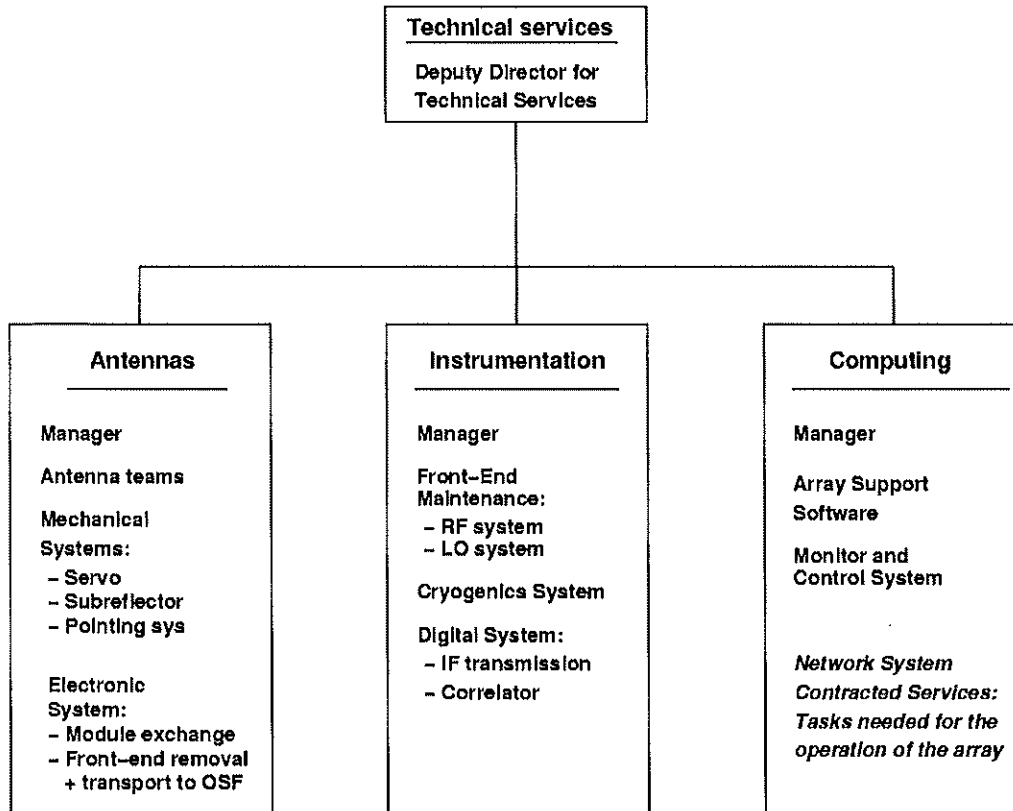 Technical services
Deputy Director for
Technical Services
Antennas
Manager
Antenna teams
Mechanical
Systems:
– Servo
– Subreflector
– Pointing sys
Electronic
System:
– Module exchange
– Front–end removal
+ transport to OSF
Instrumentation
Manager
Front–End
Maintenance:
– RF system
– LO system
Cryogenics System
Digital System:
– IF transmission
– Correlator
Computing
Manager
Array Support
Software
Monitor and
Control System
Network System
Contracted Services:
Tasks needed for the
operation of the array